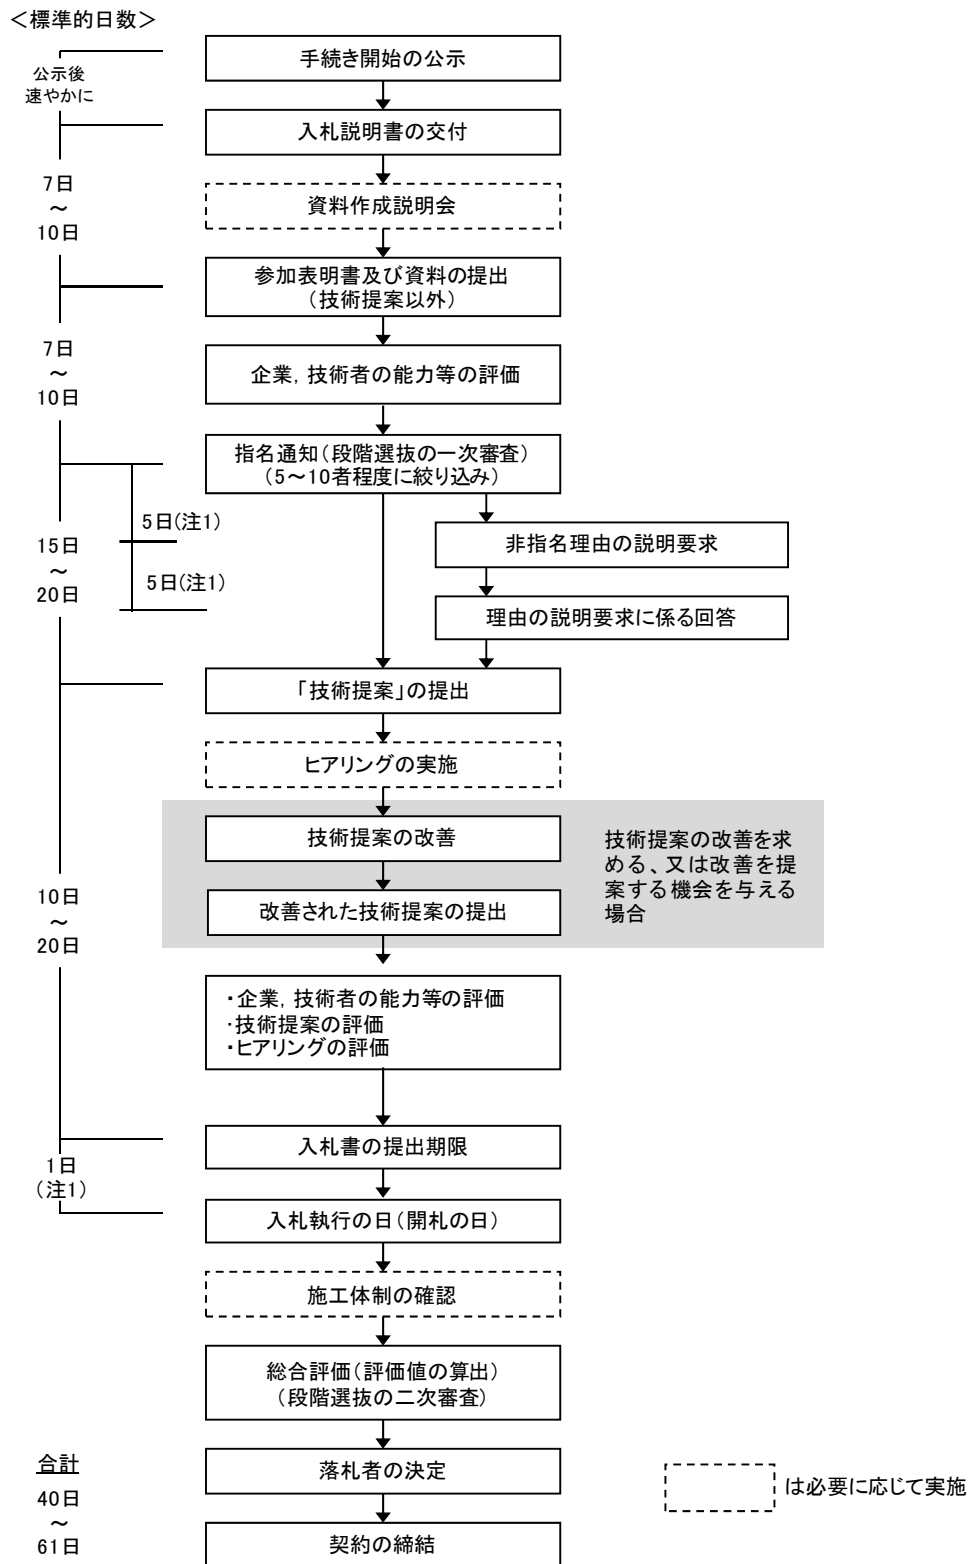 ＜標準的日数＞
手続き開始の公示
公示後
速やかに
入札説明書の交付
7日
～
10日
資料作成説明会
参加表明書及び資料の提出
（技術提案以外）
7日
～
10日
企業，技術者の能力等の評価
指名通知（段階選抜の一次審査）
（5～10者程度に絞り込み）
5日(注1)
15日
～
20日
5日(注1)
非指名理由の説明要求
理由の説明要求に係る回答
「技術提案」の提出
ヒアリングの実施
技術提案の改善
改善された技術提案の提出
技術提案の改善を求
める、又は改善を提
案する機会を与える
場合
10日
～
20日
・企業，技術者の能力等の評価
・技術提案の評価
・ヒアリングの評価
入札書の提出期限
1日
（注1）
入札執行の日（開札の日）
施工体制の確認
総合評価（評価値の算出）
（段階選抜の二次審査）
落札者の決定
契約の締結
合計
40日
～
61日
は必要に応じて実施